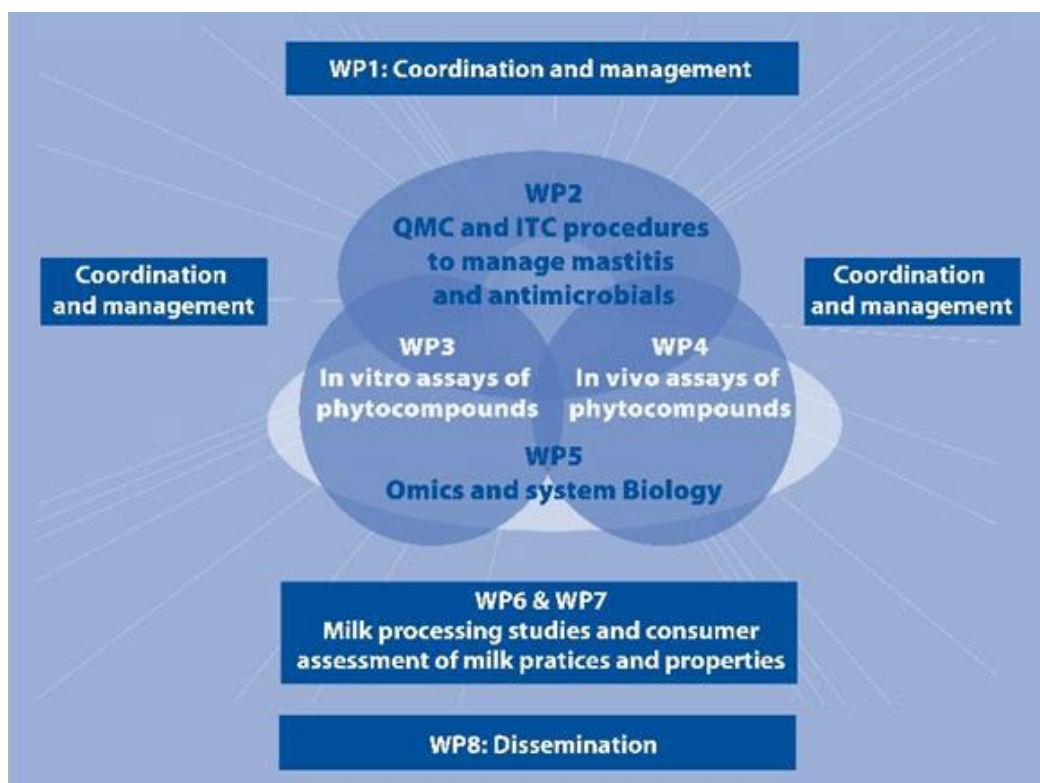 WP1: Coordination and management
WP2
QMC and ITC procedures
to manage mastitis
and antimicrobials
Coordination
and management
Coordination
and management
WP3
In vitro assays of
phytocompounds
WP4
In vivo assays of
phytocompounds
WP5
Omics and system Biology
WP6 & WP7
Milk processing studies and consumer
assessment of milk pratices and properties
WP8: Dissemination